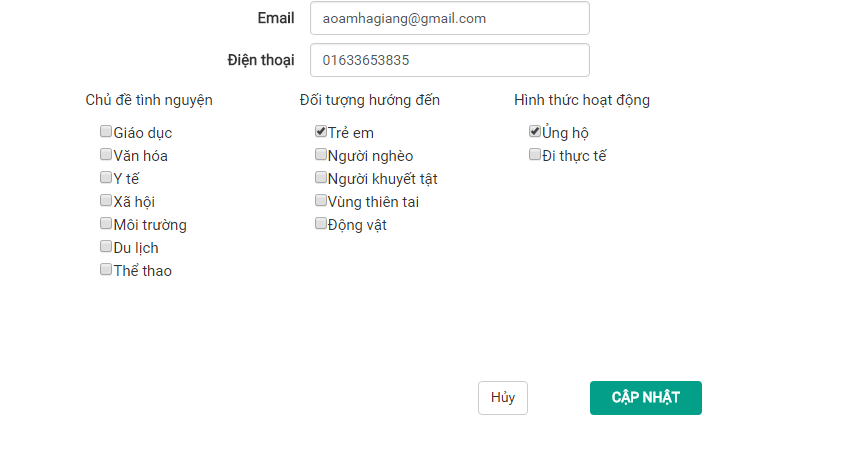 Email aoamhagiang@gmail.com
Điện thoại 01633653835
Chủ đề tình nguyện Đối tượng hướng đến Hình thức hoạt động
Giáo dục Trẻ em Ủng hộ
Văn hóa Người nghèo Đi thực tế
Y tế Người khuyết tật
Xã hội Vùng thiên tai
Môi trường Động vật
Du lịch
Thể thao
Hủy CẬP NHẬT